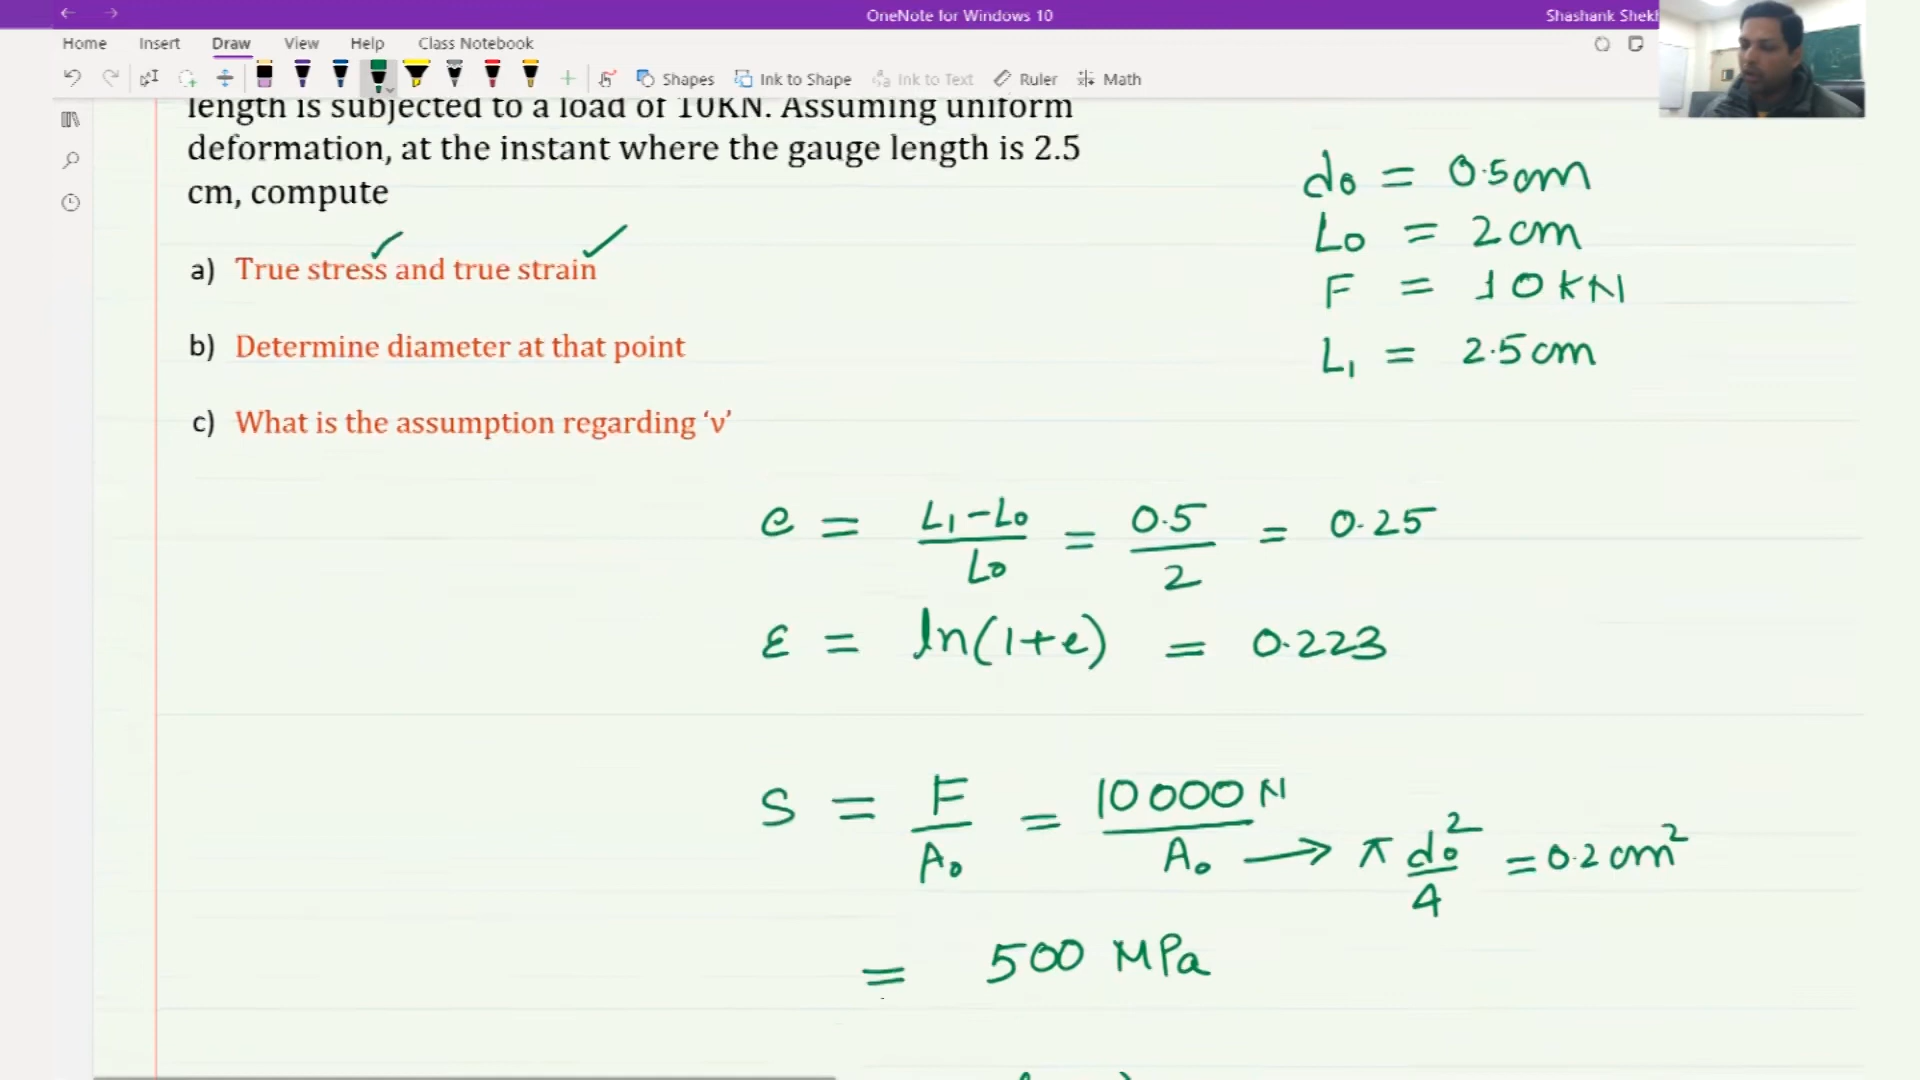 OneNote for Windows 10
Shashank Shekh
Home Insert Draw View Help Class Notebook
Shapes Ink to Shape Ink to Text Ruler Math
length is subjected to a load of 10KN. Assuming uniform
deformation, at the instant where the gauge length is 2.5
cm, compute
a) True stress and true strain
b) Determine diameter at that point
c) What is the assumption regarding ‘ν’
d₀ = 0.5cm
L₀ = 2cm
F = 10KN
L₁ = 2.5cm
e = (L₁-L₀)/L₀ = 0.5/2 = 0.25
ε = ln(1+e) = 0.223
S = F/A₀ = 10000N/A₀ → π d₀²/4 = 0.2cm²
= 500 MPa